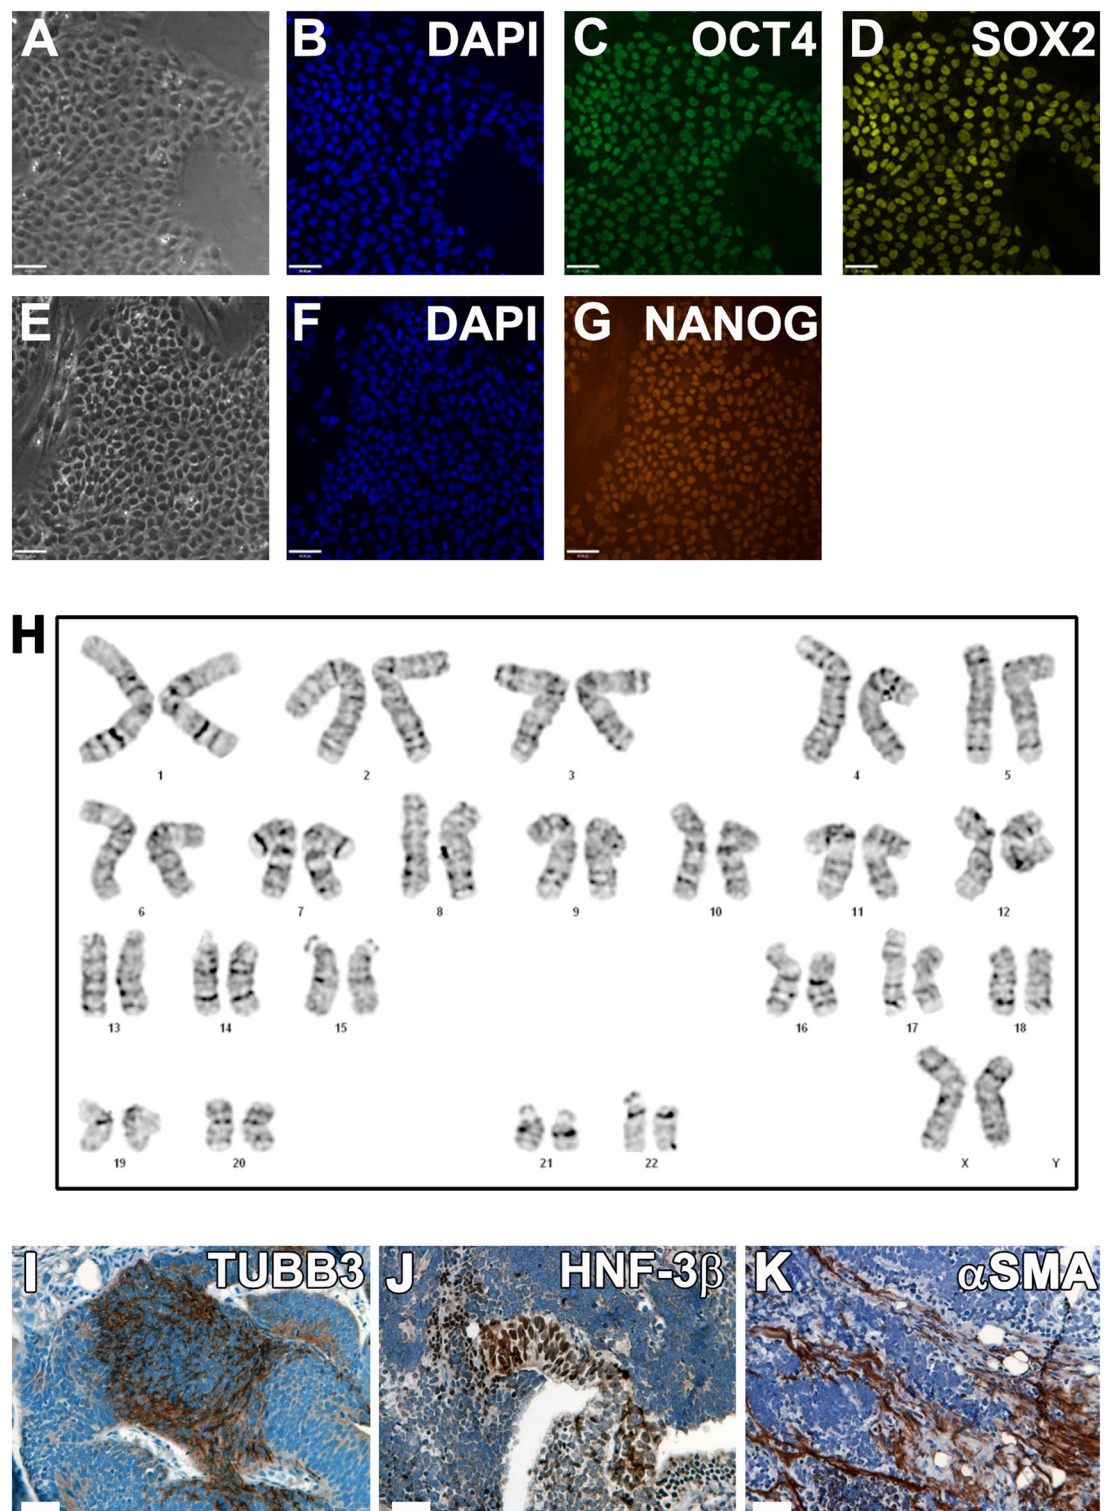 A
B DAPI
C OCT4
D SOX2
E
F DAPI
G NANOG
H
1 2 3 4 5
6 7 8 9 10 11 12
13 14 15 16 17 18
19 20 21 22 X Y
I TUBB3
J HNF-3β
K αSMA